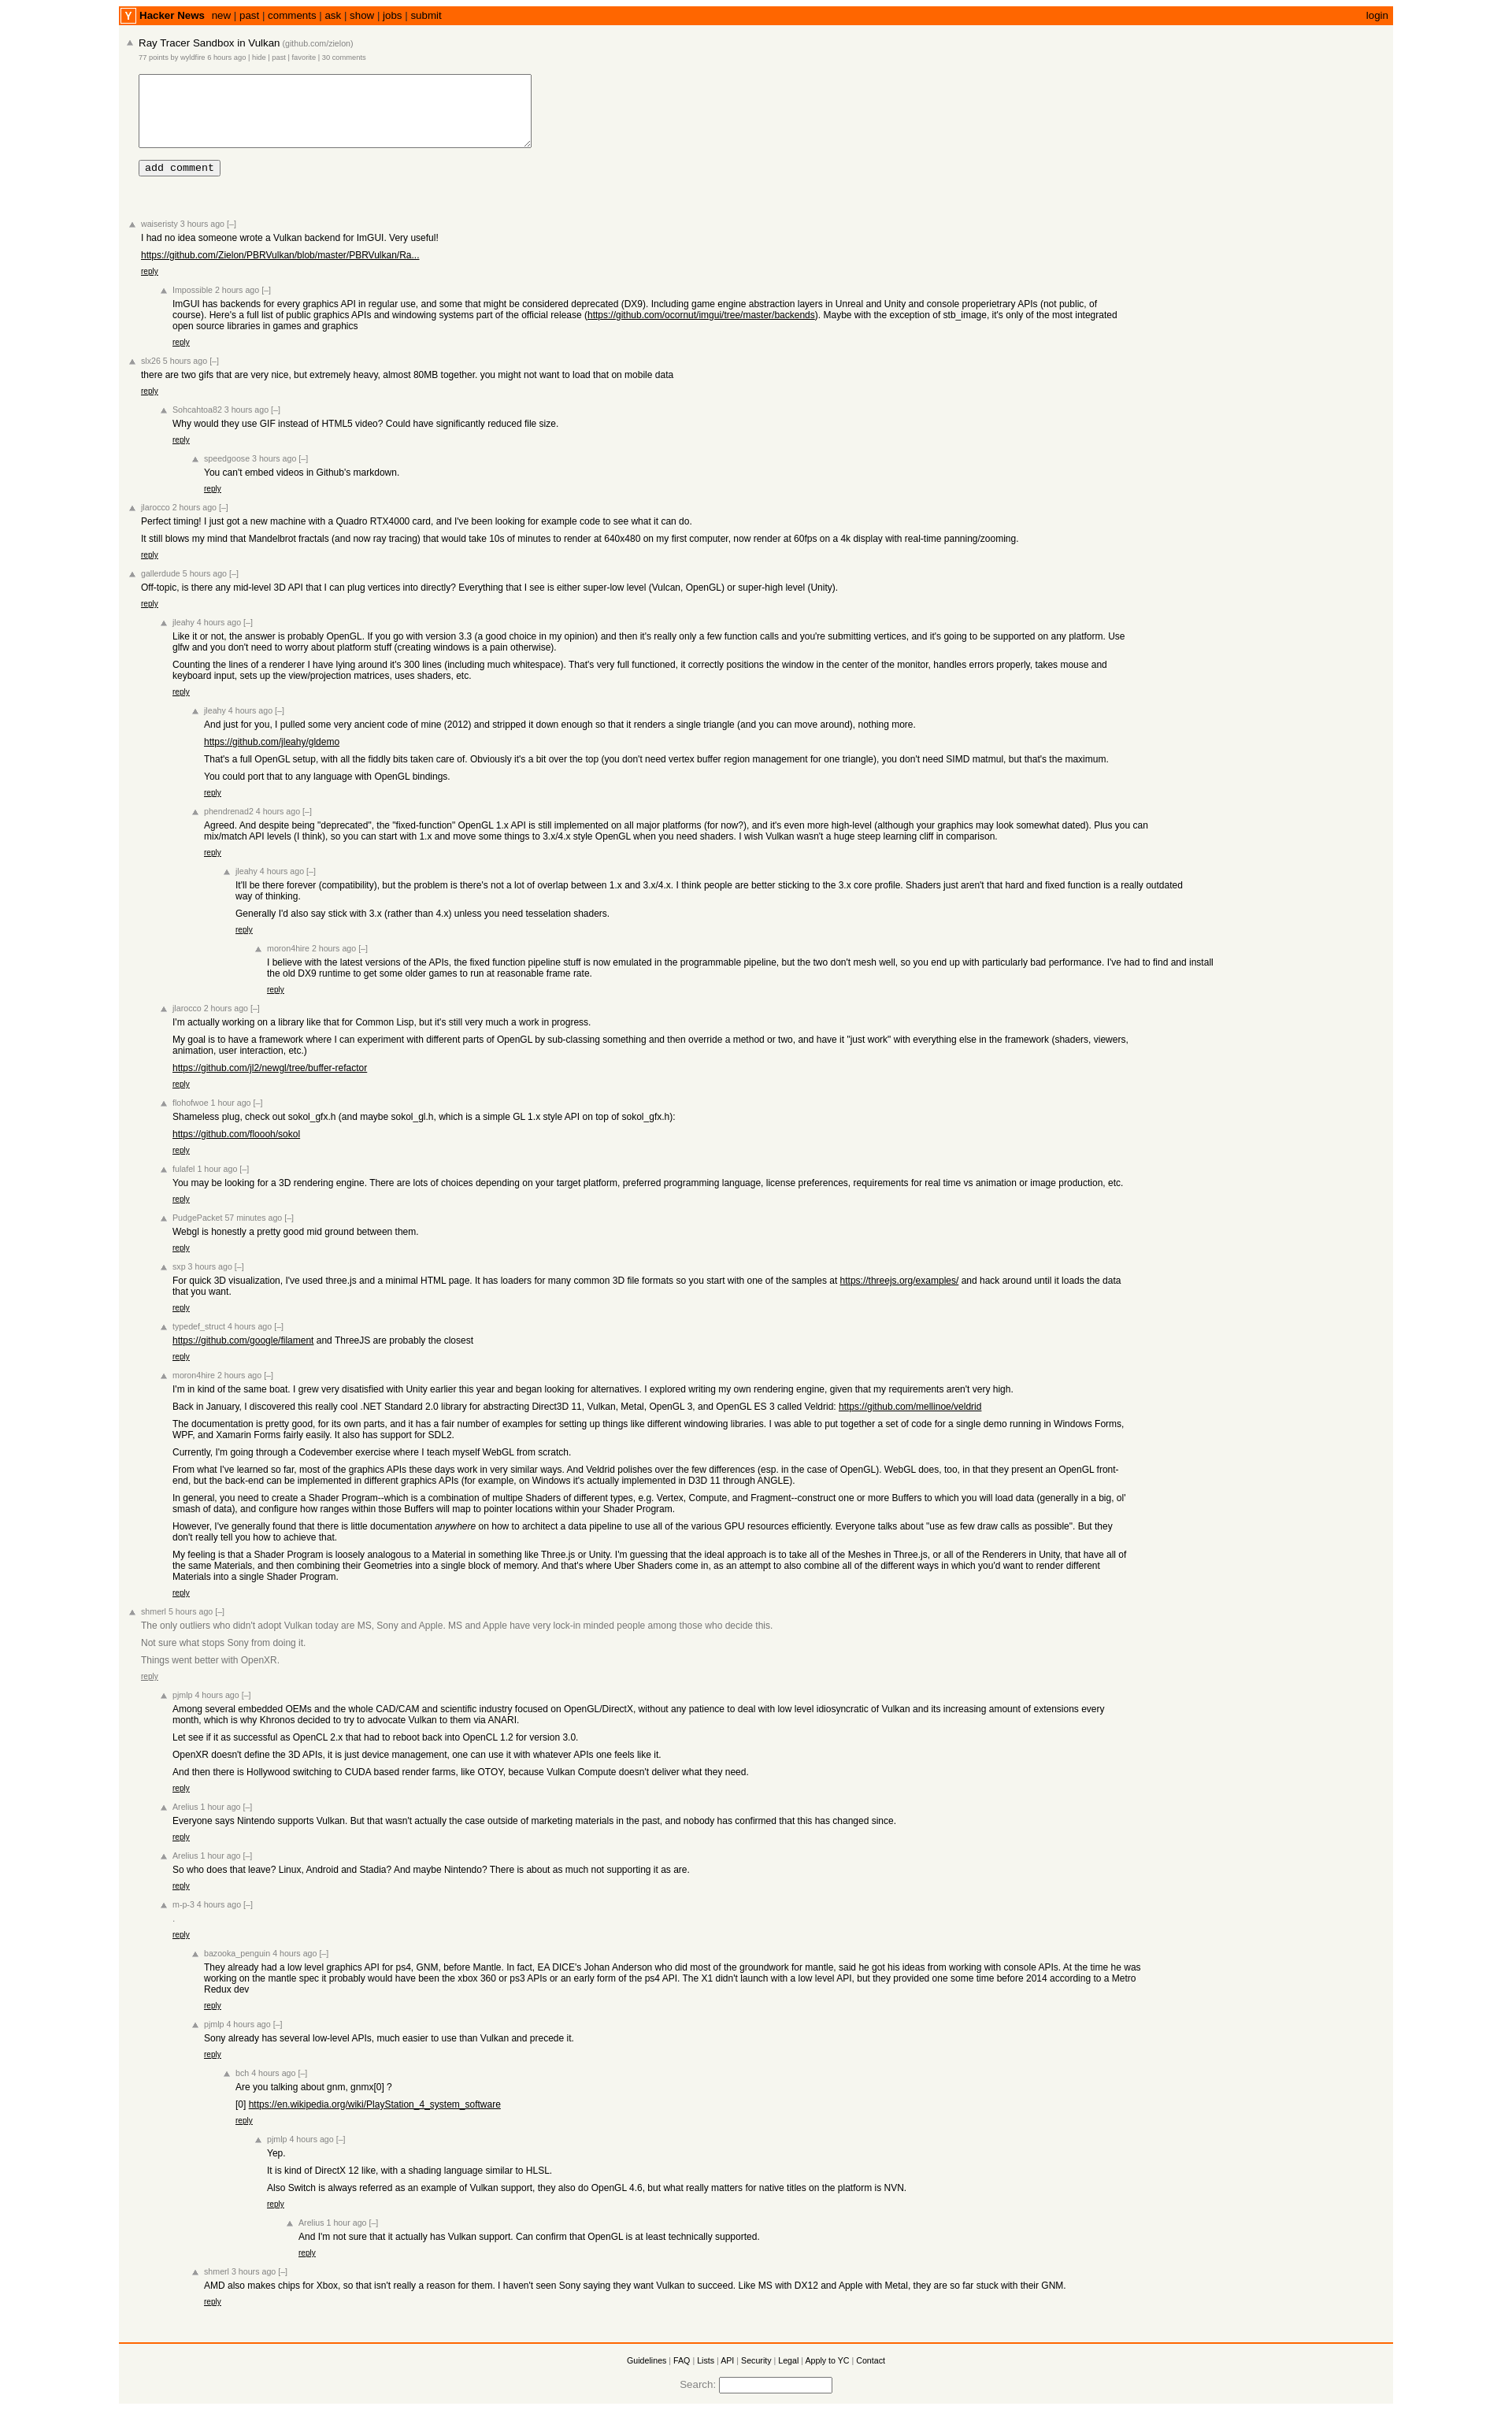 Y Hacker News new | past | comments | ask | show | jobs | submit login
Ray Tracer Sandbox in Vulkan (github.com/zielon)
77 points by wyldfire 6 hours ago | hide | past | favorite | 30 comments
add comment
waiseristy 3 hours ago [–]
I had no idea someone wrote a Vulkan backend for ImGUI. Very useful!
https://github.com/Zielon/PBRVulkan/blob/master/PBRVulkan/Ra...
reply
Impossible 2 hours ago [–]
ImGUI has backends for every graphics API in regular use, and some that might be considered deprecated (DX9). Including game engine abstraction layers in Unreal and Unity and console properietrary APIs (not public, of
course). Here's a full list of public graphics APIs and windowing systems part of the official release (https://github.com/ocornut/imgui/tree/master/backends). Maybe with the exception of stb_image, it's only of the most integrated
open source libraries in games and graphics
reply
slx26 5 hours ago [–]
there are two gifs that are very nice, but extremely heavy, almost 80MB together. you might not want to load that on mobile data
reply
Sohcahtoa82 3 hours ago [–]
Why would they use GIF instead of HTML5 video? Could have significantly reduced file size.
reply
speedgoose 3 hours ago [–]
You can't embed videos in Github's markdown.
reply
jlarocco 2 hours ago [–]
Perfect timing! I just got a new machine with a Quadro RTX4000 card, and I've been looking for example code to see what it can do.
It still blows my mind that Mandelbrot fractals (and now ray tracing) that would take 10s of minutes to render at 640x480 on my first computer, now render at 60fps on a 4k display with real-time panning/zooming.
reply
gallerdude 5 hours ago [–]
Off-topic, is there any mid-level 3D API that I can plug vertices into directly? Everything that I see is either super-low level (Vulcan, OpenGL) or super-high level (Unity).
reply
jleahy 4 hours ago [–]
Like it or not, the answer is probably OpenGL. If you go with version 3.3 (a good choice in my opinion) and then it's really only a few function calls and you're submitting vertices, and it's going to be supported on any platform. Use
glfw and you don't need to worry about platform stuff (creating windows is a pain otherwise).
Counting the lines of a renderer I have lying around it's 300 lines (including much whitespace). That's very full functioned, it correctly positions the window in the center of the monitor, handles errors properly, takes mouse and
keyboard input, sets up the view/projection matrices, uses shaders, etc.
reply
jleahy 4 hours ago [–]
And just for you, I pulled some very ancient code of mine (2012) and stripped it down enough so that it renders a single triangle (and you can move around), nothing more.
https://github.com/jleahy/gldemo
That's a full OpenGL setup, with all the fiddly bits taken care of. Obviously it's a bit over the top (you don't need vertex buffer region management for one triangle), you don't need SIMD matmul, but that's the maximum.
You could port that to any language with OpenGL bindings.
reply
phendrenad2 4 hours ago [–]
Agreed. And despite being "deprecated", the "fixed-function" OpenGL 1.x API is still implemented on all major platforms (for now?), and it's even more high-level (although your graphics may look somewhat dated). Plus you can
mix/match API levels (I think), so you can start with 1.x and move some things to 3.x/4.x style OpenGL when you need shaders. I wish Vulkan wasn't a huge steep learning cliff in comparison.
reply
jleahy 4 hours ago [–]
It'll be there forever (compatibility), but the problem is there's not a lot of overlap between 1.x and 3.x/4.x. I think people are better sticking to the 3.x core profile. Shaders just aren't that hard and fixed function is a really outdated
way of thinking.
Generally I'd also say stick with 3.x (rather than 4.x) unless you need tesselation shaders.
reply
moron4hire 2 hours ago [–]
I believe with the latest versions of the APIs, the fixed function pipeline stuff is now emulated in the programmable pipeline, but the two don't mesh well, so you end up with particularly bad performance. I've had to find and install
the old DX9 runtime to get some older games to run at reasonable frame rate.
reply
jlarocco 2 hours ago [–]
I'm actually working on a library like that for Common Lisp, but it's still very much a work in progress.
My goal is to have a framework where I can experiment with different parts of OpenGL by sub-classing something and then override a method or two, and have it "just work" with everything else in the framework (shaders, viewers,
animation, user interaction, etc.)
https://github.com/jl2/newgl/tree/buffer-refactor
reply
flohofwoe 1 hour ago [–]
Shameless plug, check out sokol_gfx.h (and maybe sokol_gl.h, which is a simple GL 1.x style API on top of sokol_gfx.h):
https://github.com/floooh/sokol
reply
fulafel 1 hour ago [–]
You may be looking for a 3D rendering engine. There are lots of choices depending on your target platform, preferred programming language, license preferences, requirements for real time vs animation or image production, etc.
reply
PudgePacket 57 minutes ago [–]
Webgl is honestly a pretty good mid ground between them.
reply
sxp 3 hours ago [–]
For quick 3D visualization, I've used three.js and a minimal HTML page. It has loaders for many common 3D file formats so you start with one of the samples at https://threejs.org/examples/ and hack around until it loads the data
that you want.
reply
typedef_struct 4 hours ago [–]
https://github.com/google/filament and ThreeJS are probably the closest
reply
moron4hire 2 hours ago [–]
I'm in kind of the same boat. I grew very disatisfied with Unity earlier this year and began looking for alternatives. I explored writing my own rendering engine, given that my requirements aren't very high.
Back in January, I discovered this really cool .NET Standard 2.0 library for abstracting Direct3D 11, Vulkan, Metal, OpenGL 3, and OpenGL ES 3 called Veldrid: https://github.com/mellinoe/veldrid
The documentation is pretty good, for its own parts, and it has a fair number of examples for setting up things like different windowing libraries. I was able to put together a set of code for a single demo running in Windows Forms,
WPF, and Xamarin Forms fairly easily. It also has support for SDL2.
Currently, I'm going through a Codevember exercise where I teach myself WebGL from scratch.
From what I've learned so far, most of the graphics APIs these days work in very similar ways. And Veldrid polishes over the few differences (esp. in the case of OpenGL). WebGL does, too, in that they present an OpenGL front-
end, but the back-end can be implemented in different graphics APIs (for example, on Windows it's actually implemented in D3D 11 through ANGLE).
In general, you need to create a Shader Program--which is a combination of multipe Shaders of different types, e.g. Vertex, Compute, and Fragment--construct one or more Buffers to which you will load data (generally in a big, ol'
smash of data), and configure how ranges within those Buffers will map to pointer locations within your Shader Program.
However, I've generally found that there is little documentation anywhere on how to architect a data pipeline to use all of the various GPU resources efficiently. Everyone talks about "use as few draw calls as possible". But they
don't really tell you how to achieve that.
My feeling is that a Shader Program is loosely analogous to a Material in something like Three.js or Unity. I'm guessing that the ideal approach is to take all of the Meshes in Three.js, or all of the Renderers in Unity, that have all of
the same Materials, and then combining their Geometries into a single block of memory. And that's where Uber Shaders come in, as an attempt to also combine all of the different ways in which you'd want to render different
Materials into a single Shader Program.
reply
shmerl 5 hours ago [–]
The only outliers who didn't adopt Vulkan today are MS, Sony and Apple. MS and Apple have very lock-in minded people among those who decide this.
Not sure what stops Sony from doing it.
Things went better with OpenXR.
reply
pjmlp 4 hours ago [–]
Among several embedded OEMs and the whole CAD/CAM and scientific industry focused on OpenGL/DirectX, without any patience to deal with low level idiosyncratic of Vulkan and its increasing amount of extensions every
month, which is why Khronos decided to try to advocate Vulkan to them via ANARI.
Let see if it as successful as OpenCL 2.x that had to reboot back into OpenCL 1.2 for version 3.0.
OpenXR doesn't define the 3D APIs, it is just device management, one can use it with whatever APIs one feels like it.
And then there is Hollywood switching to CUDA based render farms, like OTOY, because Vulkan Compute doesn't deliver what they need.
reply
Arelius 1 hour ago [–]
Everyone says Nintendo supports Vulkan. But that wasn't actually the case outside of marketing materials in the past, and nobody has confirmed that this has changed since.
reply
Arelius 1 hour ago [–]
So who does that leave? Linux, Android and Stadia? And maybe Nintendo? There is about as much not supporting it as are.
reply
m-p-3 4 hours ago [–]
.
reply
bazooka_penguin 4 hours ago [–]
They already had a low level graphics API for ps4, GNM, before Mantle. In fact, EA DICE's Johan Anderson who did most of the groundwork for mantle, said he got his ideas from working with console APIs. At the time he was
working on the mantle spec it probably would have been the xbox 360 or ps3 APIs or an early form of the ps4 API. The X1 didn't launch with a low level API, but they provided one some time before 2014 according to a Metro
Redux dev
reply
pjmlp 4 hours ago [–]
Sony already has several low-level APIs, much easier to use than Vulkan and precede it.
reply
bch 4 hours ago [–]
Are you talking about gnm, gnmx[0] ?
[0] https://en.wikipedia.org/wiki/PlayStation_4_system_software
reply
pjmlp 4 hours ago [–]
Yep.
It is kind of DirectX 12 like, with a shading language similar to HLSL.
Also Switch is always referred as an example of Vulkan support, they also do OpenGL 4.6, but what really matters for native titles on the platform is NVN.
reply
Arelius 1 hour ago [–]
And I'm not sure that it actually has Vulkan support. Can confirm that OpenGL is at least technically supported.
reply
shmerl 3 hours ago [–]
AMD also makes chips for Xbox, so that isn't really a reason for them. I haven't seen Sony saying they want Vulkan to succeed. Like MS with DX12 and Apple with Metal, they are so far stuck with their GNM.
reply
Guidelines | FAQ | Lists | API | Security | Legal | Apply to YC | Contact
Search: